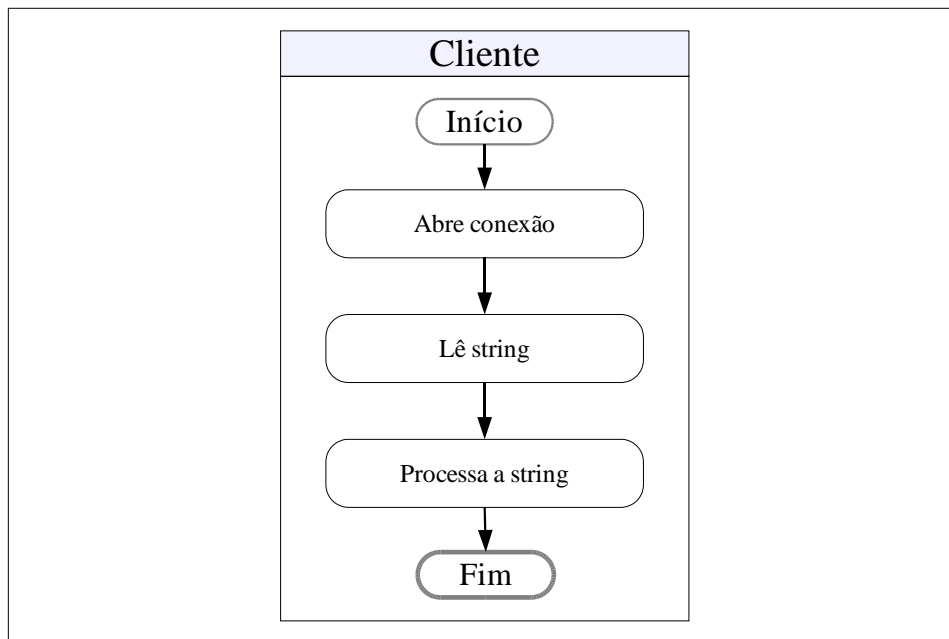 Cliente
Início
Abre conexão
Lê string
Processa a string
Fim